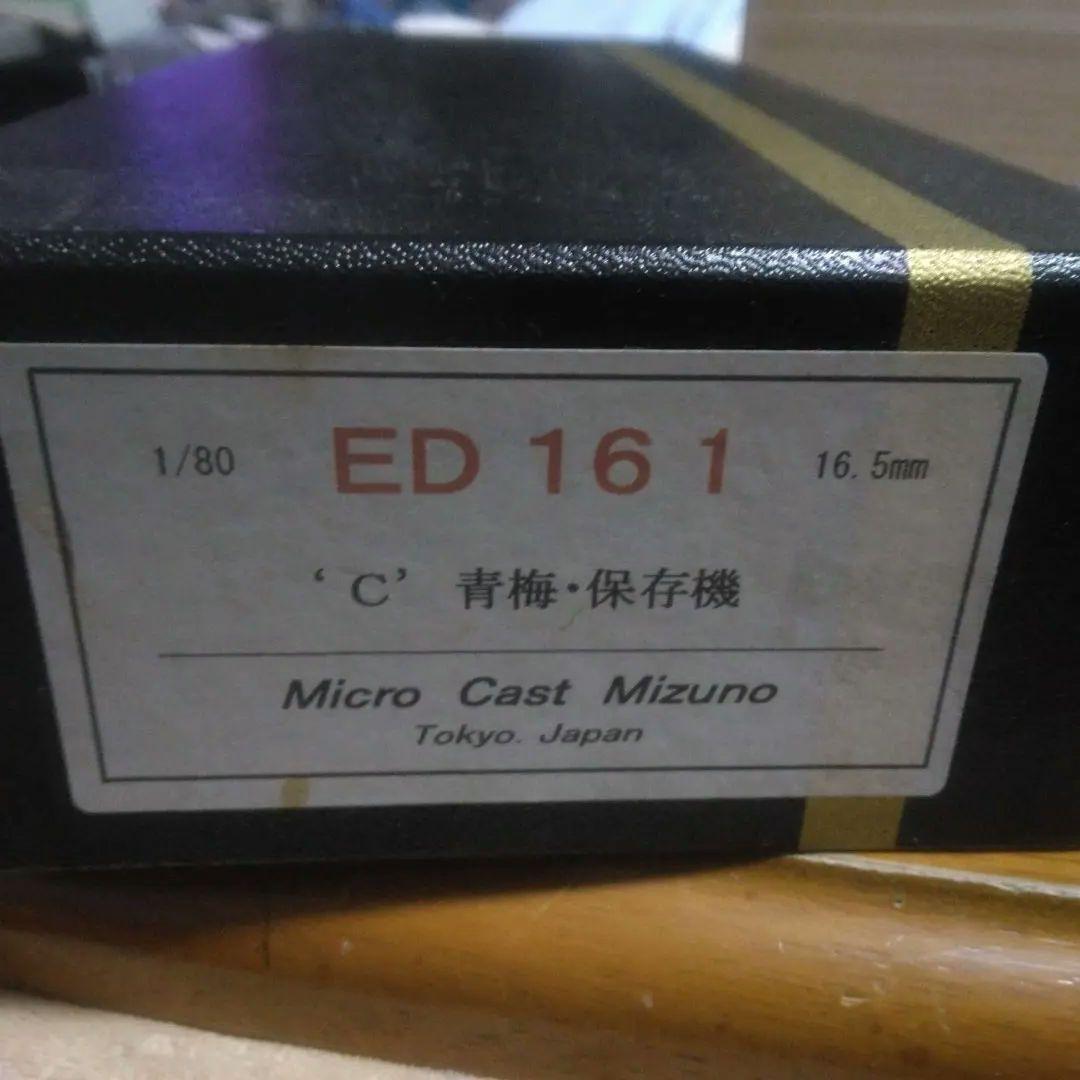 1/80 ED 16 1 16.5mm
‘C’ 青梅・保存機
Micro Cast Mizuno
Tokyo. Japan